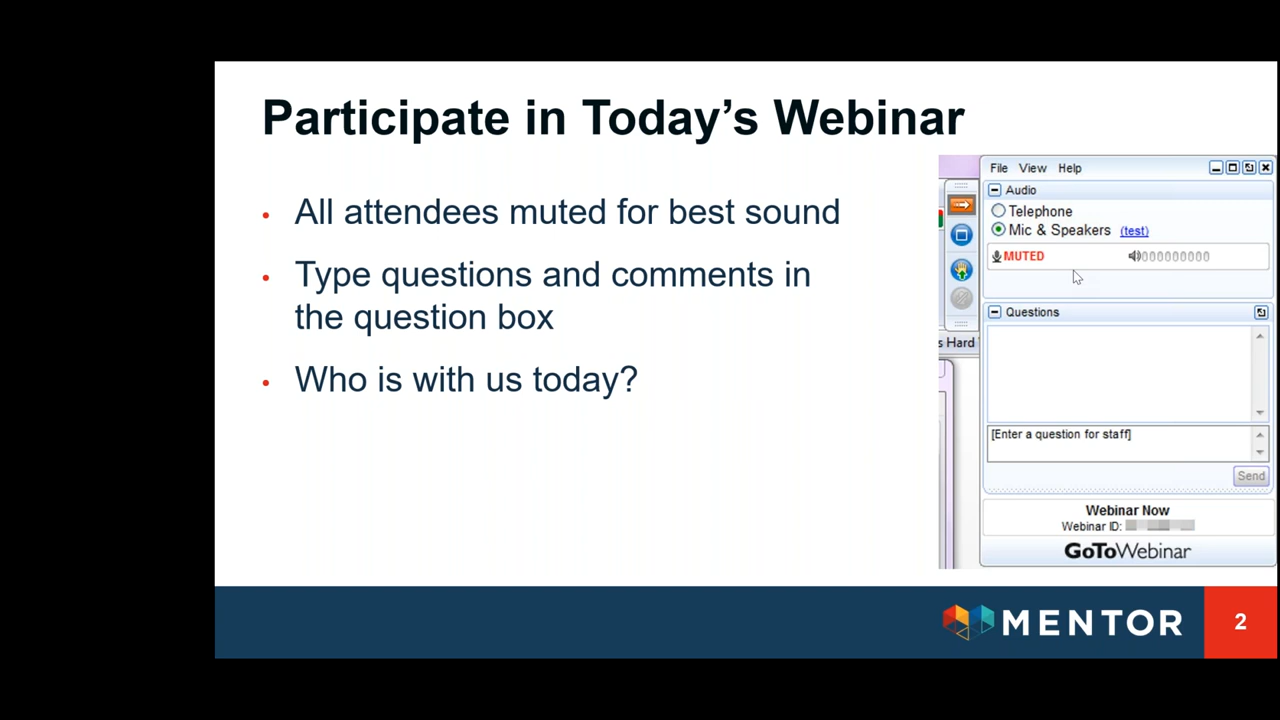 Participate in Today's Webinar
• All attendees muted for best sound
• Type questions and comments in
the question box
• Who is with us today?
File View Help
Audio
Telephone
Mic & Speakers (test)
MUTED 000000000
Questions
s Hard
[Enter a question for staff]
Send
Webinar Now
Webinar ID:
GoToWebinar
MENTOR
2